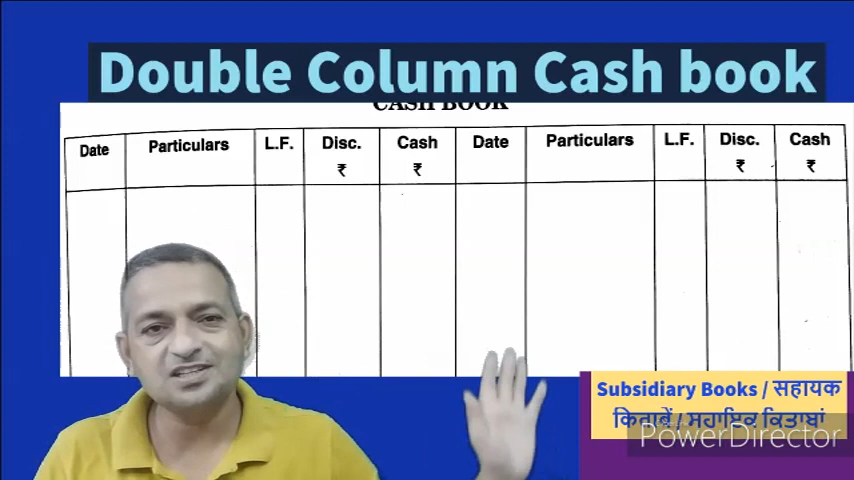 Double Column Cash book
CASH BOOK
Date Particulars L.F. Disc. ₹ Cash ₹ Date Particulars L.F. Disc. ₹ Cash ₹
Subsidiary Books / सहायक
किताबें / ਸਹਾਇਕ ਕਿਤਾਬਾਂ
PowerDirector